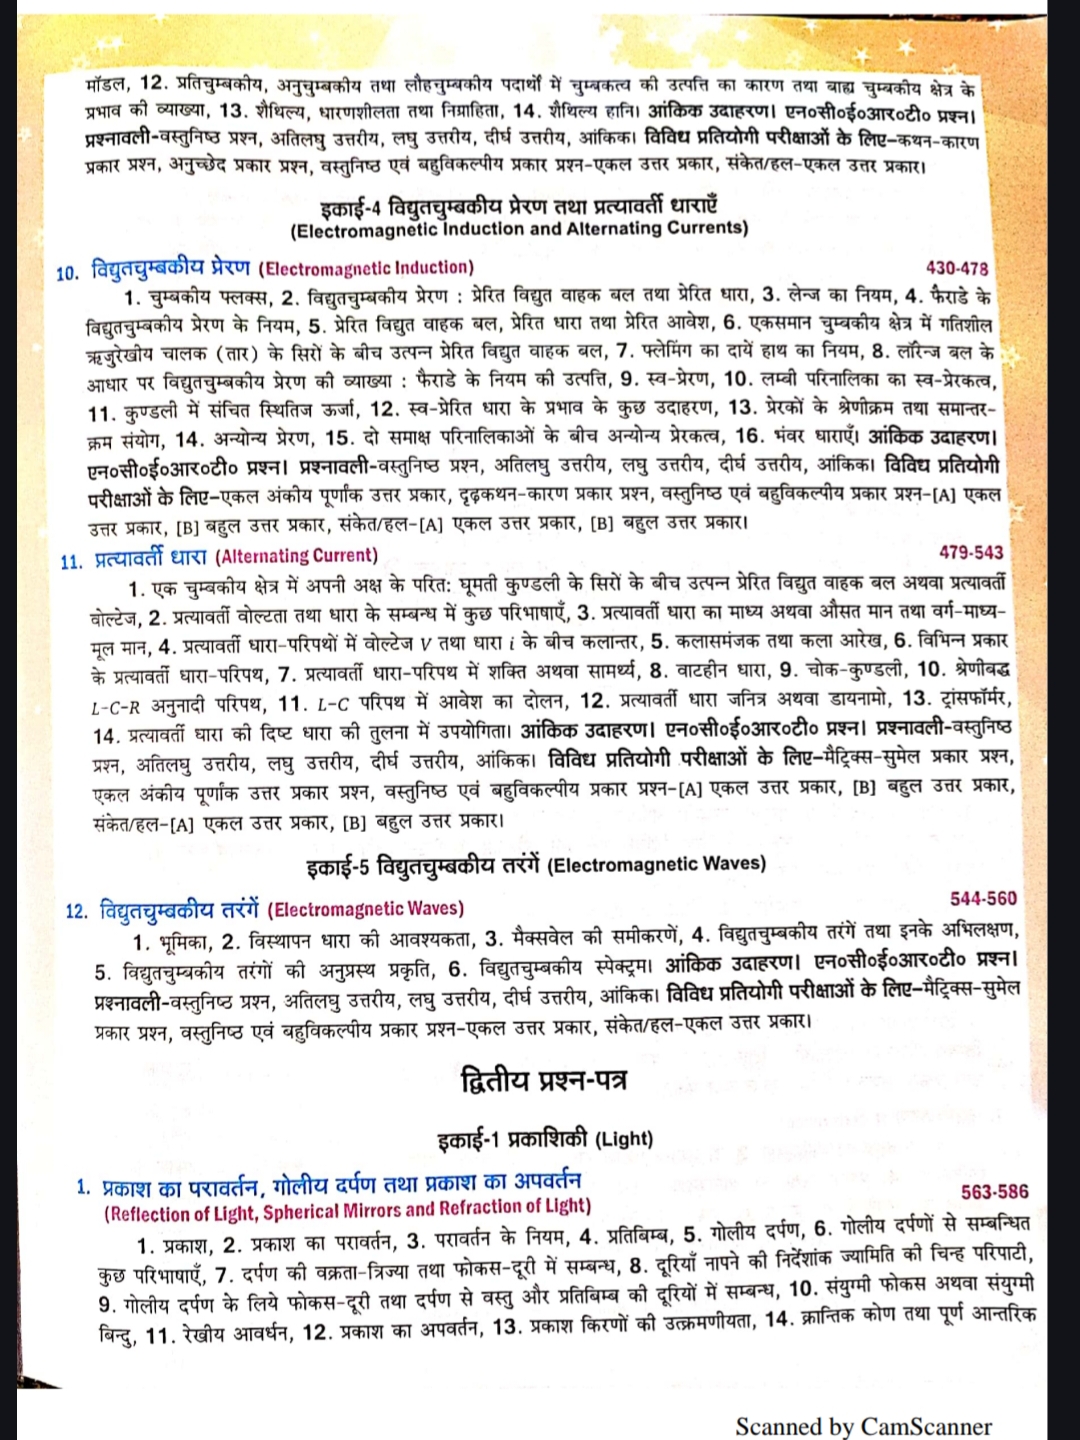 मॉडल, 12. प्रतिचुम्बकीय, अनुचुम्बकीय तथा लौहचुम्बकीय पदार्थों में चुम्बकत्व की उत्पत्ति का कारण तथा बाह्य चुम्बकीय क्षेत्र के
प्रभाव की व्याख्या, 13. शैथिल्य, धारणशीलता तथा निग्राहिता, 14. शैथिल्य हानि। आंकिक उदाहरण। एन०सी०ई०आर०टी० प्रश्न।
प्रश्नावली-वस्तुनिष्ठ प्रश्न, अतिलघु उत्तरीय, लघु उत्तरीय, दीर्घ उत्तरीय, आंकिक। विविध प्रतियोगी परीक्षाओं के लिए-कथन-कारण
प्रकार प्रश्न, अनुच्छेद प्रकार प्रश्न, वस्तुनिष्ठ एवं बहुविकल्पीय प्रकार प्रश्न-एकल उत्तर प्रकार, संकेत/हल-एकल उत्तर प्रकार।
इकाई-4 विद्युतचुम्बकीय प्रेरण तथा प्रत्यावर्ती धाराएँ
(Electromagnetic Induction and Alternating Currents)
10. विद्युतचुम्बकीय प्रेरण (Electromagnetic Induction) 430-478
1. चुम्बकीय फ्लक्स, 2. विद्युतचुम्बकीय प्रेरण : प्रेरित विद्युत वाहक बल तथा प्रेरित धारा, 3. लेन्ज का नियम, 4. फैराडे के
विद्युतचुम्बकीय प्रेरण के नियम, 5. प्रेरित विद्युत वाहक बल, प्रेरित धारा तथा प्रेरित आवेश, 6. एकसमान चुम्बकीय क्षेत्र में गतिशील
ऋजुरेखीय चालक (तार) के सिरों के बीच उत्पन्न प्रेरित विद्युत वाहक बल, 7. फ्लेमिंग का दायें हाथ का नियम, 8. लॉरेन्ज बल के
आधार पर विद्युतचुम्बकीय प्रेरण की व्याख्या : फैराडे के नियम की उत्पत्ति, 9. स्व-प्रेरण, 10. लम्बी परिनालिका का स्व-प्रेरकत्व,
11. कुण्डली में संचित स्थितिज ऊर्जा, 12. स्व-प्रेरित धारा के प्रभाव के कुछ उदाहरण, 13. प्रेरकों के श्रेणीक्रम तथा समान्तर-
क्रम संयोग, 14. अन्योन्य प्रेरण, 15. दो समाक्ष परिनालिकाओं के बीच अन्योन्य प्रेरकत्व, 16. भंवर धाराएँ। आंकिक उदाहरण।
एन०सी०ई०आर०टी० प्रश्न। प्रश्नावली-वस्तुनिष्ठ प्रश्न, अतिलघु उत्तरीय, लघु उत्तरीय, दीर्घ उत्तरीय, आंकिक। विविध प्रतियोगी
परीक्षाओं के लिए-एकल अंकीय पूर्णांक उत्तर प्रकार, दृढ़कथन-कारण प्रकार प्रश्न, वस्तुनिष्ठ एवं बहुविकल्पीय प्रकार प्रश्न-[A] एकल
उत्तर प्रकार, [B] बहुल उत्तर प्रकार, संकेत/हल-[A] एकल उत्तर प्रकार, [B] बहुल उत्तर प्रकार।
11. प्रत्यावर्ती धारा (Alternating Current) 479-543
1. एक चुम्बकीय क्षेत्र में अपनी अक्ष के परितः घूमती कुण्डली के सिरों के बीच उत्पन्न प्रेरित विद्युत वाहक बल अथवा प्रत्यावर्ती
वोल्टेज, 2. प्रत्यावर्ती वोल्टता तथा धारा के सम्बन्ध में कुछ परिभाषाएँ, 3. प्रत्यावर्ती धारा का माध्य अथवा औसत मान तथा वर्ग-माध्य-
मूल मान, 4. प्रत्यावर्ती धारा-परिपथों में वोल्टेज V तथा धारा i के बीच कलान्तर, 5. कलासमंजक तथा कला आरेख, 6. विभिन्न प्रकार
के प्रत्यावर्ती धारा-परिपथ, 7. प्रत्यावर्ती धारा-परिपथ में शक्ति अथवा सामर्थ्य, 8. वाटहीन धारा, 9. चोक-कुण्डली, 10. श्रेणीबद्ध
L-C-R अनुनादी परिपथ, 11. L-C परिपथ में आवेश का दोलन, 12. प्रत्यावर्ती धारा जनित्र अथवा डायनामो, 13. ट्रांसफॉर्मर,
14. प्रत्यावर्ती धारा की दिष्ट धारा की तुलना में उपयोगिता। आंकिक उदाहरण। एन०सी०ई०आर०टी० प्रश्न। प्रश्नावली-वस्तुनिष्ठ
प्रश्न, अतिलघु उत्तरीय, लघु उत्तरीय, दीर्घ उत्तरीय, आंकिक। विविध प्रतियोगी परीक्षाओं के लिए-मैट्रिक्स-सुमेल प्रकार प्रश्न,
एकल अंकीय पूर्णांक उत्तर प्रकार प्रश्न, वस्तुनिष्ठ एवं बहुविकल्पीय प्रकार प्रश्न-[A] एकल उत्तर प्रकार, [B] बहुल उत्तर प्रकार,
संकेत/हल-[A] एकल उत्तर प्रकार, [B] बहुल उत्तर प्रकार।
इकाई-5 विद्युतचुम्बकीय तरंगें (Electromagnetic Waves)
12. विद्युतचुम्बकीय तरंगें (Electromagnetic Waves) 544-560
1. भूमिका, 2. विस्थापन धारा की आवश्यकता, 3. मैक्सवेल की समीकरणें, 4. विद्युतचुम्बकीय तरंगें तथा इनके अभिलक्षण,
5. विद्युतचुम्बकीय तरंगों की अनुप्रस्थ प्रकृति, 6. विद्युतचुम्बकीय स्पेक्ट्रम। आंकिक उदाहरण। एन०सी०ई०आर०टी० प्रश्न।
प्रश्नावली-वस्तुनिष्ठ प्रश्न, अतिलघु उत्तरीय, लघु उत्तरीय, दीर्घ उत्तरीय, आंकिक। विविध प्रतियोगी परीक्षाओं के लिए-मैट्रिक्स-सुमेल
प्रकार प्रश्न, वस्तुनिष्ठ एवं बहुविकल्पीय प्रकार प्रश्न-एकल उत्तर प्रकार, संकेत/हल-एकल उत्तर प्रकार।
द्वितीय प्रश्न-पत्र
इकाई-1 प्रकाशिकी (Light)
1. प्रकाश का परावर्तन, गोलीय दर्पण तथा प्रकाश का अपवर्तन 563-586
(Reflection of Light, Spherical Mirrors and Refraction of Light)
1. प्रकाश, 2. प्रकाश का परावर्तन, 3. परावर्तन के नियम, 4. प्रतिबिम्ब, 5. गोलीय दर्पण, 6. गोलीय दर्पणों से सम्बन्धित
कुछ परिभाषाएँ, 7. दर्पण की वक्रता-त्रिज्या तथा फोकस-दूरी में सम्बन्ध, 8. दूरियाँ नापने की निर्देशांक ज्यामिति की चिन्ह परिपाटी,
9. गोलीय दर्पण के लिये फोकस-दूरी तथा दर्पण से वस्तु और प्रतिबिम्ब की दूरियों में सम्बन्ध, 10. संयुग्मी फोकस अथवा संयुग्मी
बिन्दु, 11. रेखीय आवर्धन, 12. प्रकाश का अपवर्तन, 13. प्रकाश किरणों की उत्क्रमणीयता, 14. क्रान्तिक कोण तथा पूर्ण आन्तरिक
Scanned by CamScanner